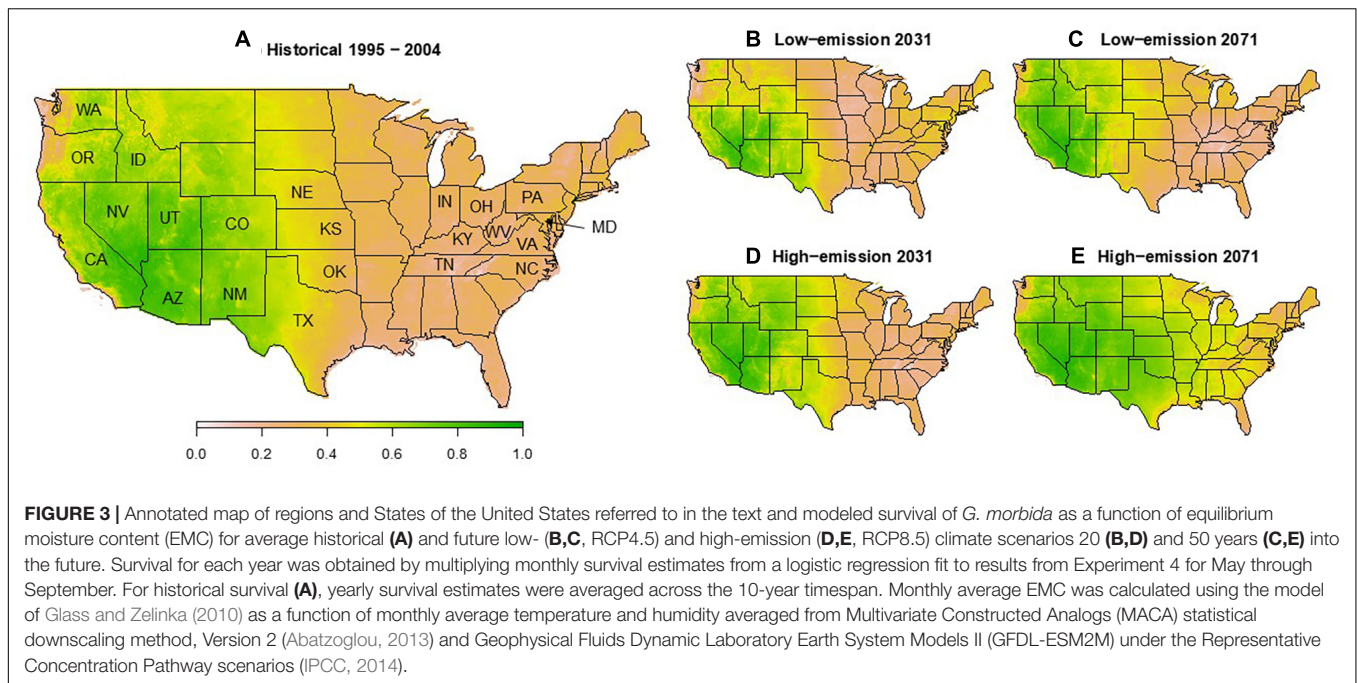 A Historical 1995 – 2004
WA
OR
ID
NV
UT
CA
AZ
NM
CO
NE
KS
OK
TX
IN
OH
PA
KY
WV
VA
MD
TN
NC
0.0 0.2 0.4 0.6 0.8 1.0
B Low−emission 2031
C Low−emission 2071
D High−emission 2031
E High−emission 2071
FIGURE 3 | Annotated map of regions and States of the United States referred to in the text and modeled survival of G. morbida as a function of equilibrium
moisture content (EMC) for average historical (A) and future low- (B,C, RCP4.5) and high-emission (D,E, RCP8.5) climate scenarios 20 (B,D) and 50 years (C,E) into
the future. Survival for each year was obtained by multiplying monthly survival estimates from a logistic regression fit to results from Experiment 4 for May through
September. For historical survival (A), yearly survival estimates were averaged across the 10-year timespan. Monthly average EMC was calculated using the model
of Glass and Zelinka (2010) as a function of monthly average temperature and humidity averaged from Multivariate Constructed Analogs (MACA) statistical
downscaling method, Version 2 (Abatzoglou, 2013) and Geophysical Fluids Dynamic Laboratory Earth System Models II (GFDL-ESM2M) under the Representative
Concentration Pathway scenarios (IPCC, 2014).